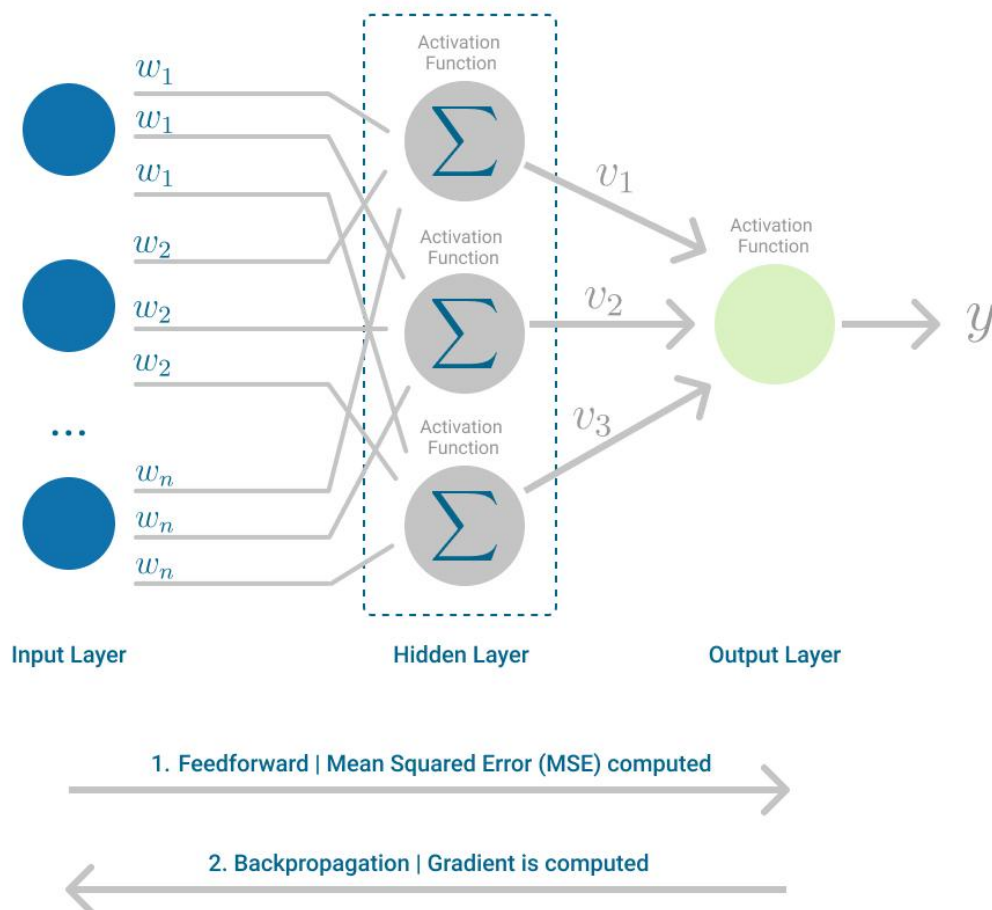 Activation
Function
w₁
w₁
w₁
Σ
v₁
Activation
Function
w₂
Activation
Function
w₂
w₂
Σ
v₂
y
...
Activation
Function
v₃
wₙ
wₙ
wₙ
Σ
Input Layer
Hidden Layer
Output Layer
1. Feedforward | Mean Squared Error (MSE) computed
2. Backpropagation | Gradient is computed